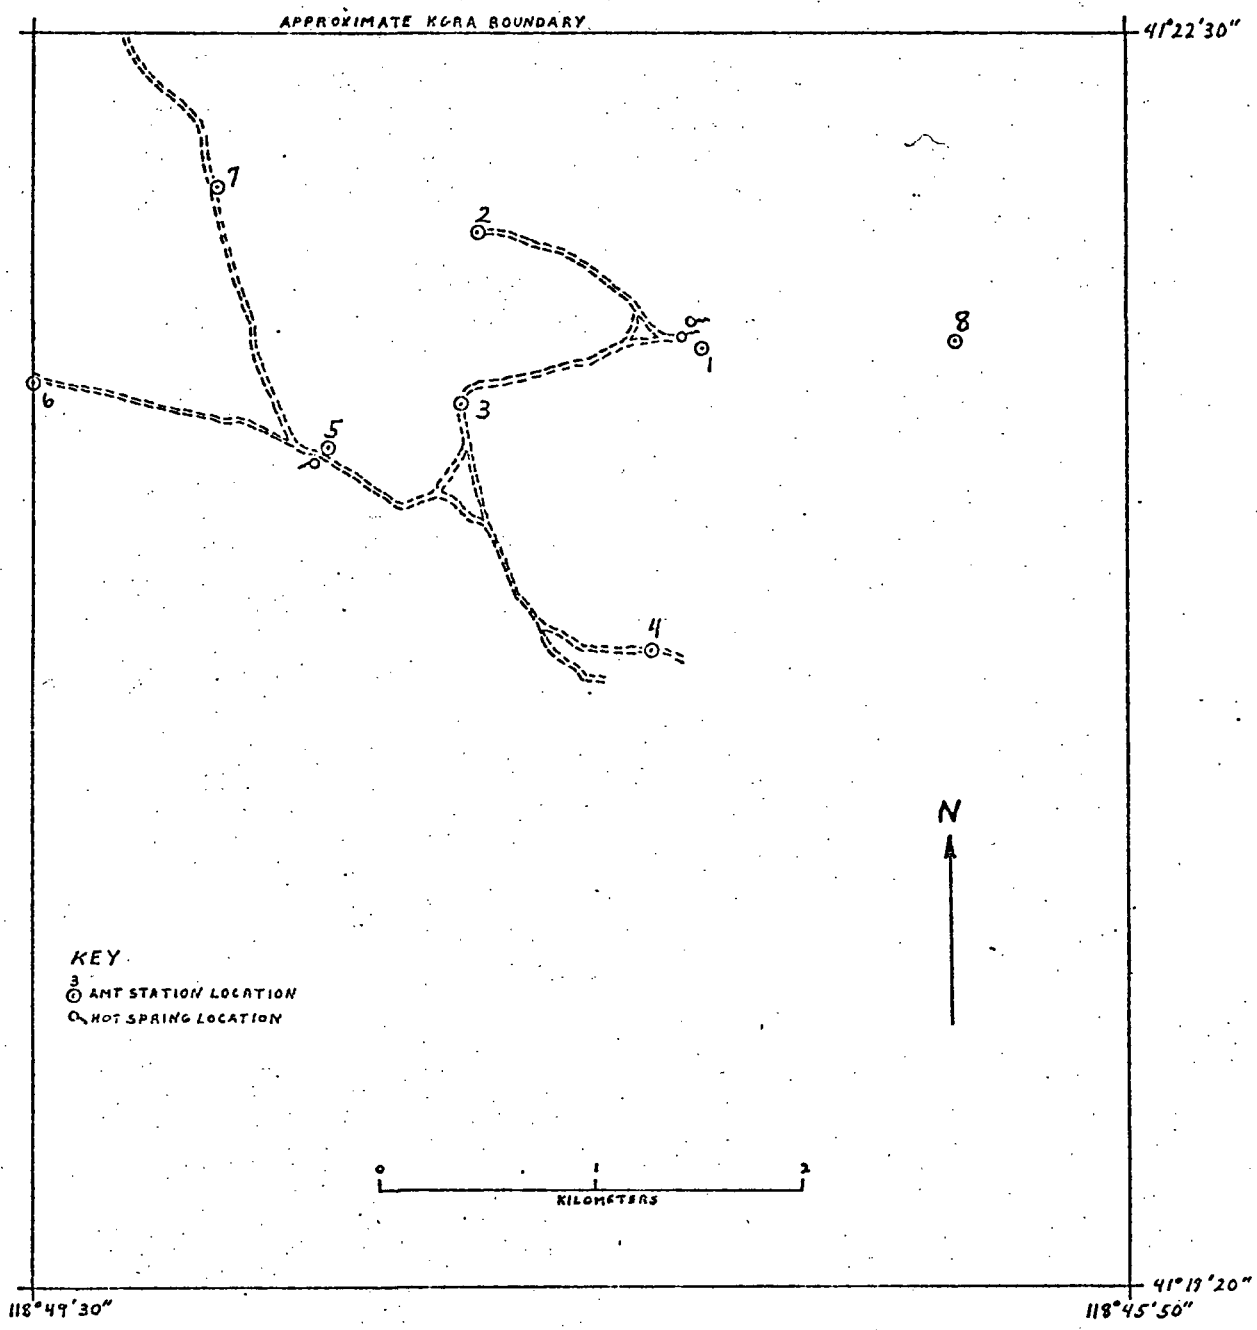 APPROXIMATE KGRA BOUNDARY
41°22'30"
7
2
8
1
6
3
5
4
N
KEY
3
AMT STATION LOCATION
HOT SPRING LOCATION
0 1 2
KILOMETERS
41°19'20"
118°49'30"
118°45'50"